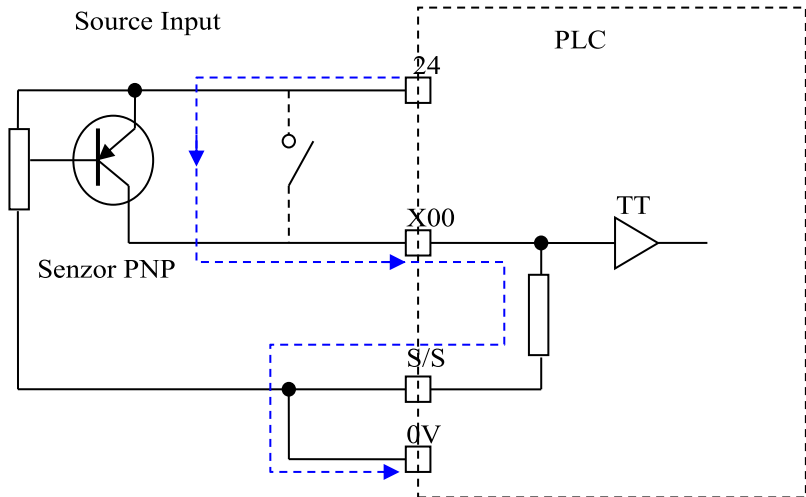 Source Input
PLC
24
X00
TT
Senzor PNP
S/S
0V